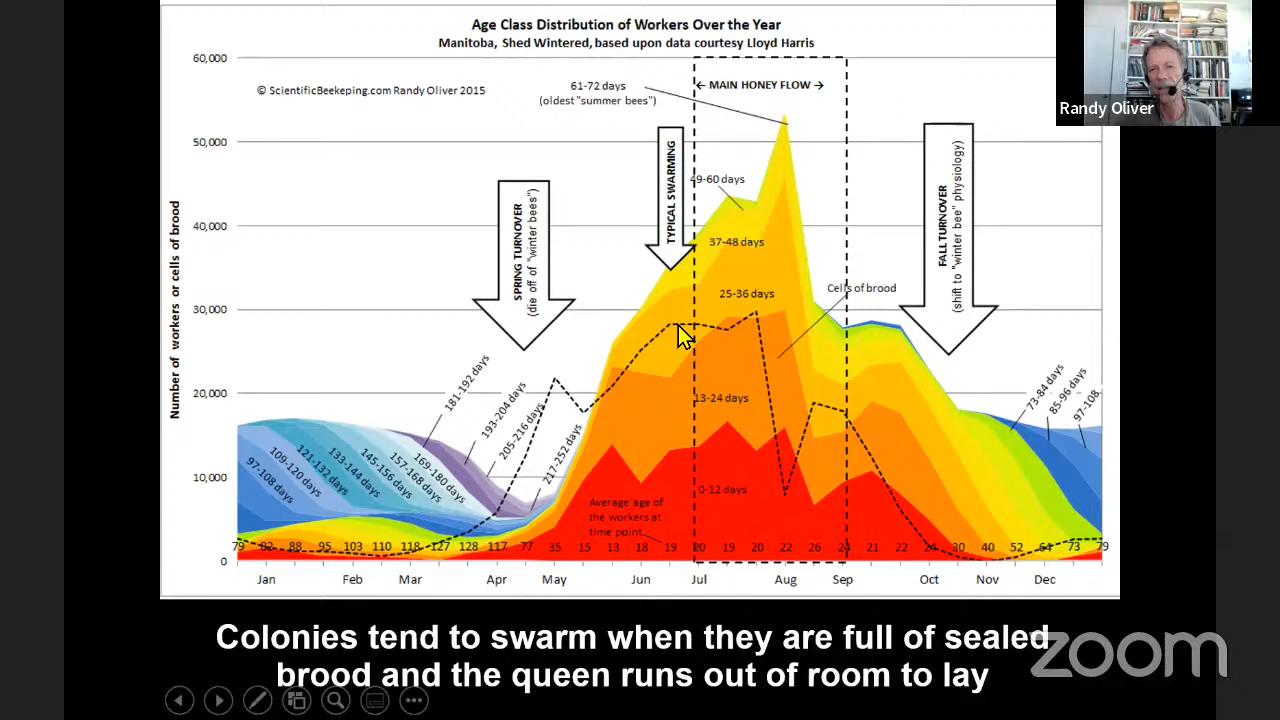 Age Class Distribution of Workers Over the Year
Manitoba, Shed Wintered, based upon data courtesy Lloyd Harris
© ScientificBeekeping.com Randy Oliver 2015
Randy Oliver
Number of workers or cells of brood
60,000
50,000
40,000
30,000
20,000
10,000
0
61-72 days
(oldest "summer bees")
← MAIN HONEY FLOW →
SPRING TURNOVER
(die off of "winter bees")
TYPICAL SWARMING
FALL TURNOVER
(shift to "winter bee" physiology)
49-60 days
37-48 days
25-36 days
Cells of brood
13-24 days
0-12 days
Average age of
the workers at
time point
97-108 days
109-120 days
121-132 days
133-144 days
145-156 days
157-168 days
169-180 days
181-192 days
193-204 days
205-216 days
217-252 days
73-84 days
85-96 days
97-108
79 92 88 95 103 110 118 127 128 117 77 35 15 13 18 19 20 19 20 22 26 24 21 22 24 30 40 52 64 73 79
Jan Feb Mar Apr May Jun Jul Aug Sep Oct Nov Dec
Colonies tend to swarm when they are full of sealed
brood and the queen runs out of room to lay
zoom